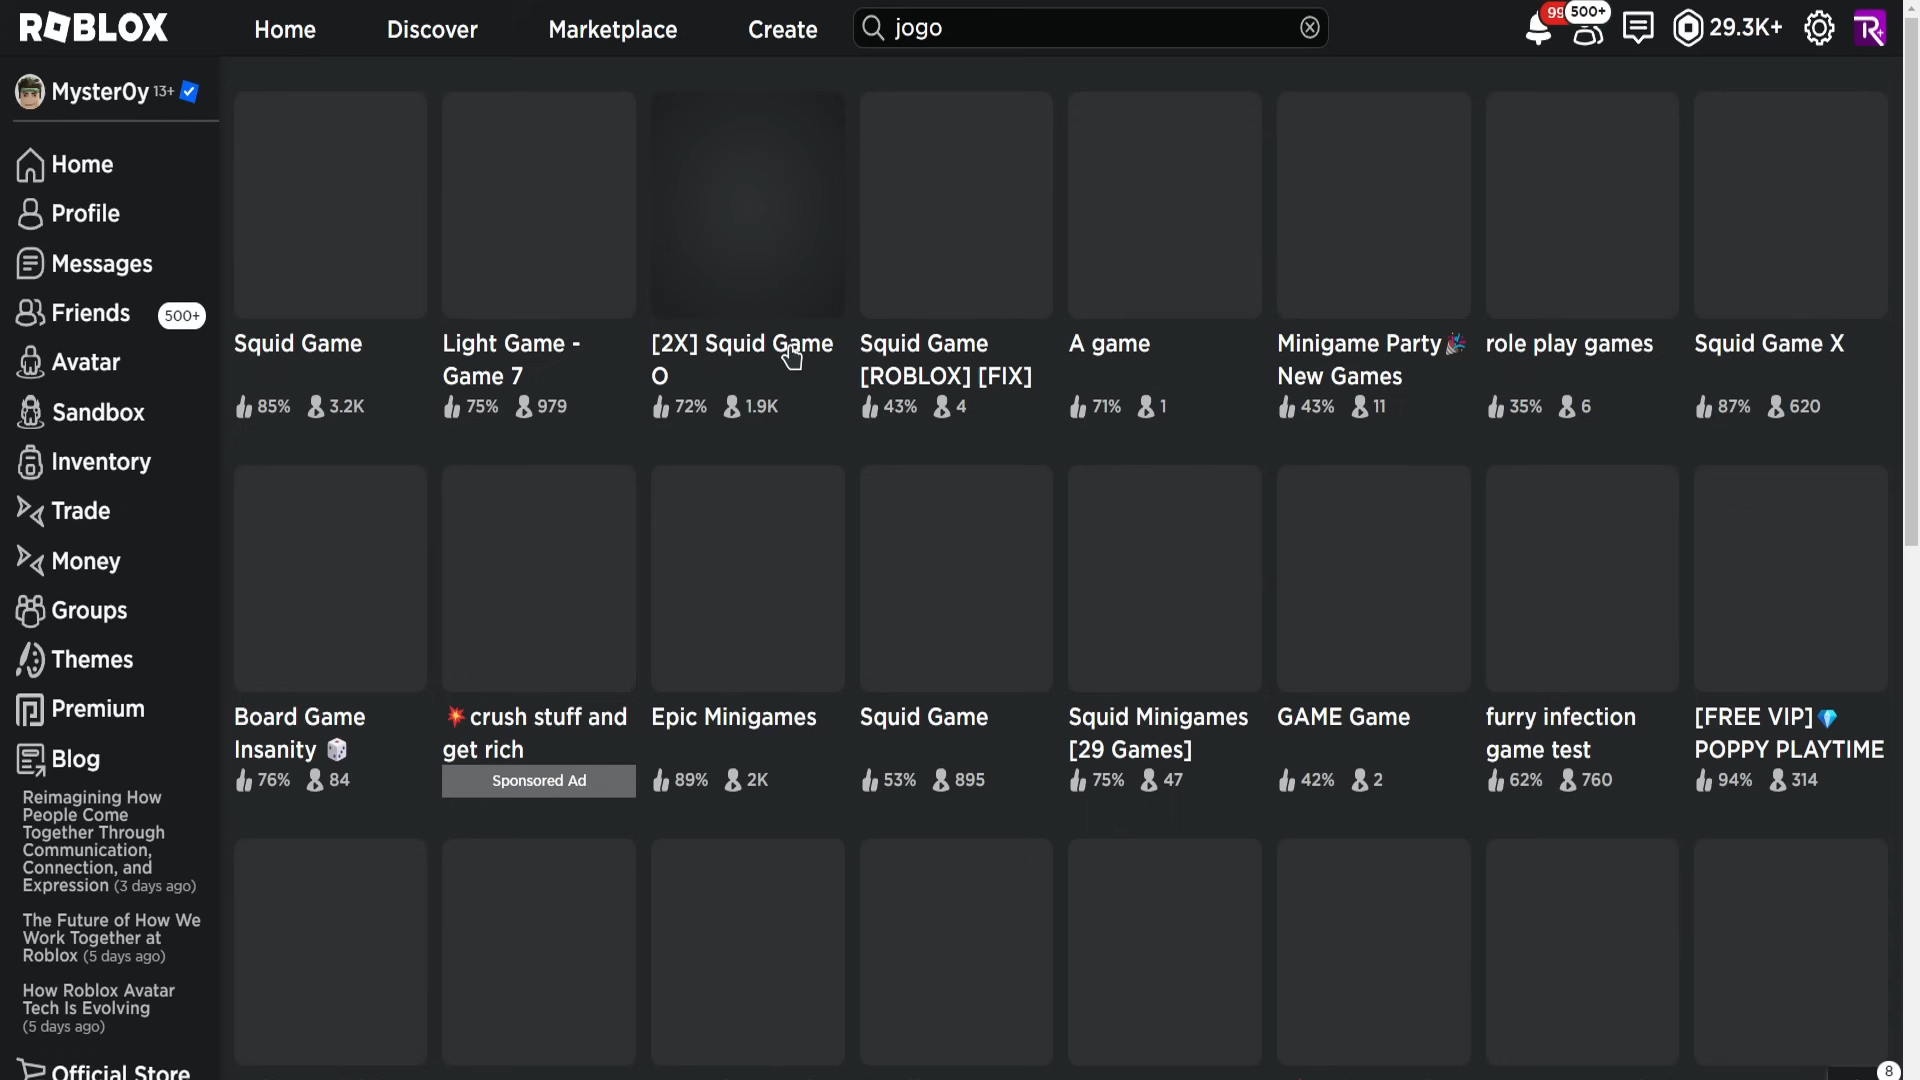 ROBLOX
Home
Discover
Marketplace
Create
jogo
99
500+
29.3K+
MysterOy 13+
Home
Profile
Messages
Friends
500+
Avatar
Sandbox
Inventory
Trade
Money
Groups
Themes
Premium
Blog
Reimagining How
People Come
Together Through
Communication,
Connection, and
Expression (3 days ago)
The Future of How We
Work Together at
Roblox (5 days ago)
How Roblox Avatar
Tech Is Evolving
(5 days ago)
Official Store
Squid Game
85% 3.2K
Light Game -
Game 7
75% 979
[2X] Squid Game
O
72% 1.9K
Squid Game
[ROBLOX] [FIX]
43% 4
A game
71% 1
Minigame Party🎉
New Games
43% 11
role play games
35% 6
Squid Game X
87% 620
Board Game
Insanity 🎲
76% 84
💥crush stuff and
get rich
Sponsored Ad
Epic Minigames
89% 2K
Squid Game
53% 895
Squid Minigames
[29 Games]
75% 47
GAME Game
42% 2
furry infection
game test
62% 760
[FREE VIP]💎
POPPY PLAYTIME
94% 314
8